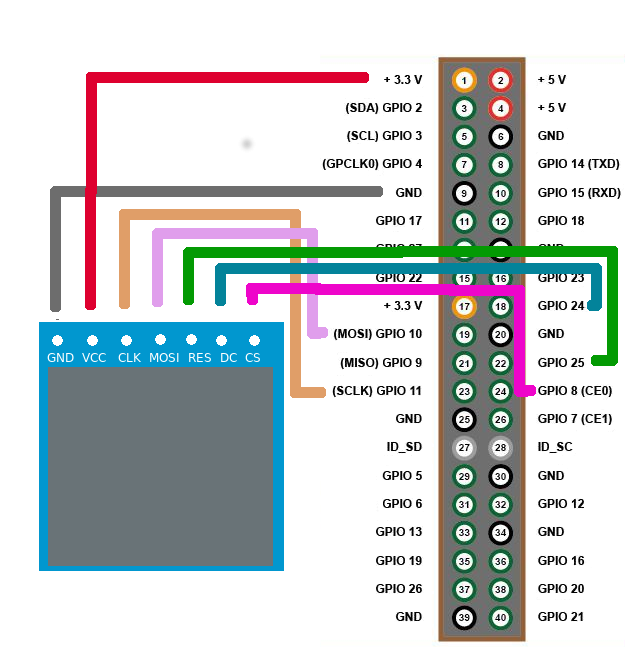 + 3.3 V 1 2 + 5 V
(SDA) GPIO 2 3 4 + 5 V
(SCL) GPIO 3 5 6 GND
(GPCLK0) GPIO 4 7 8 GPIO 14 (TXD)
GND 9 10 GPIO 15 (RXD)
GPIO 17 11 12 GPIO 18
GPIO 22 15 16 GPIO 23
+ 3.3 V 17 18 GPIO 24
(MOSI) GPIO 10 19 20 GND
(MISO) GPIO 9 21 22 GPIO 25
(SCLK) GPIO 11 23 24 GPIO 8 (CE0)
GND 25 26 GPIO 7 (CE1)
ID_SD 27 28 ID_SC
GPIO 5 29 30 GND
GPIO 6 31 32 GPIO 12
GPIO 13 33 34 GND
GPIO 19 35 36 GPIO 16
GPIO 26 37 38 GPIO 20
GND 39 40 GPIO 21
GND VCC CLK MOSI RES DC CS